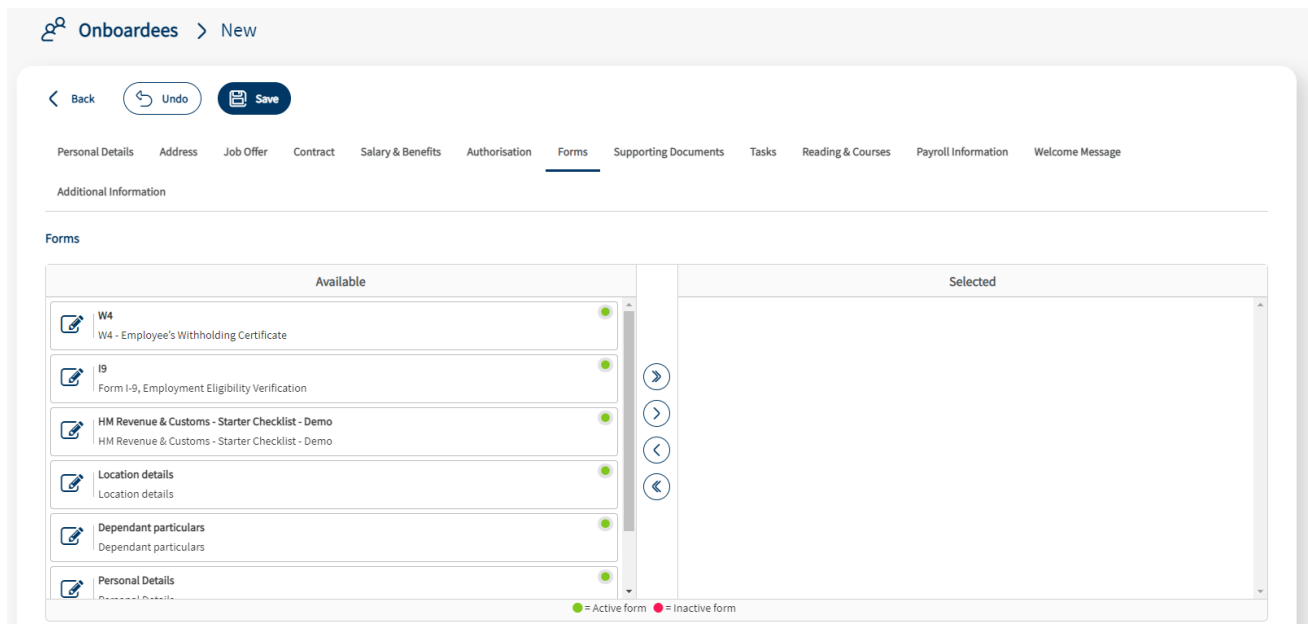 Onboardees > New
Back Undo Save
Personal Details Address Job Offer Contract Salary & Benefits Authorisation Forms Supporting Documents Tasks Reading & Courses Payroll Information Welcome Message
Additional Information
Forms
Available Selected
W4
W4 - Employee's Withholding Certificate
I9
Form I-9, Employment Eligibility Verification
HM Revenue & Customs - Starter Checklist - Demo
HM Revenue & Customs - Starter Checklist - Demo
Location details
Location details
Dependant particulars
Dependant particulars
Personal Details
Personal Details
= Active form = Inactive form